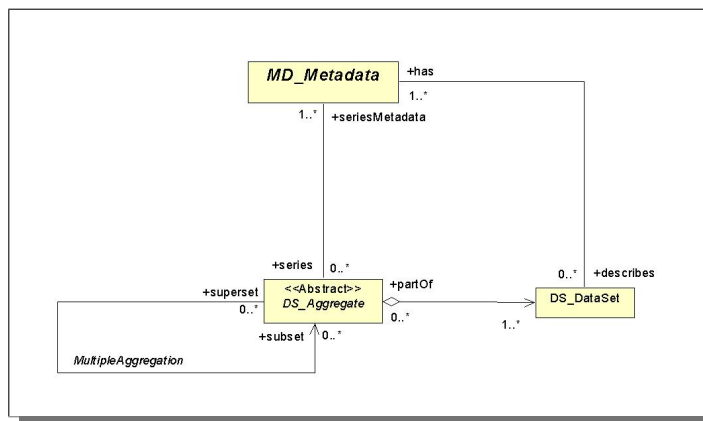 MD_Metadata
+has
1..*
1..*
+seriesMetadata
+series
0..*
0..*
+describes
<<Abstract>>
DS_Aggregate
+superset
0..*
+partOf
0..*
1..*
DS_DataSet
+subset
0..*
MultipleAggregation